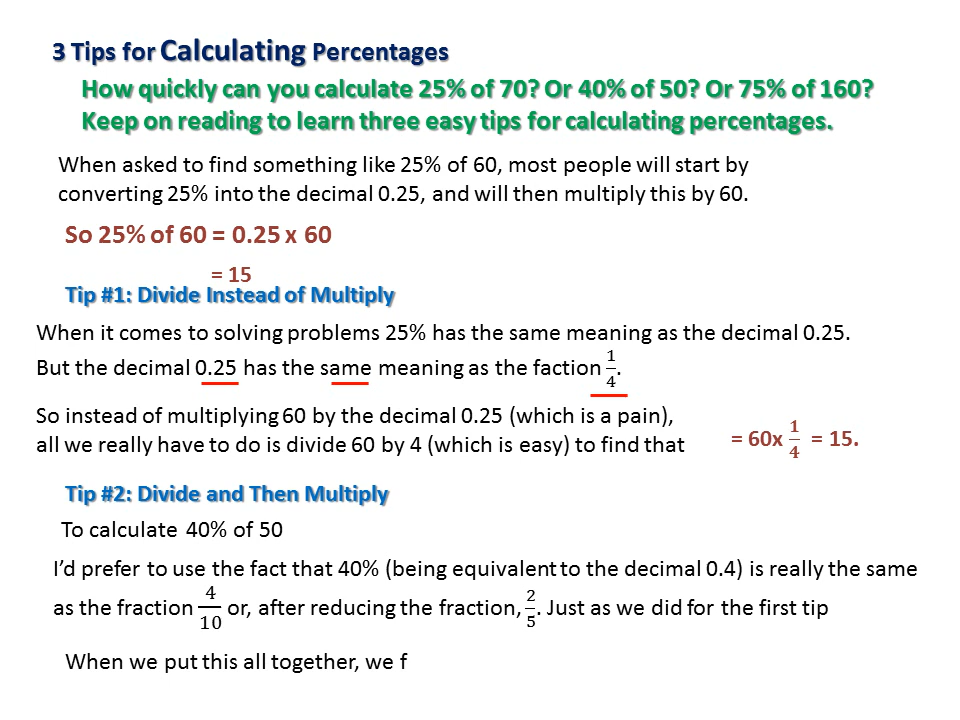 3 Tips for Calculating Percentages
How quickly can you calculate 25% of 70? Or 40% of 50? Or 75% of 160?
Keep on reading to learn three easy tips for calculating percentages.
When asked to find something like 25% of 60, most people will start by
converting 25% into the decimal 0.25, and will then multiply this by 60.
So 25% of 60 = 0.25 x 60
= 15
Tip #1: Divide Instead of Multiply
When it comes to solving problems 25% has the same meaning as the decimal 0.25.
But the decimal 0.25 has the same meaning as the faction 1/4.
So instead of multiplying 60 by the decimal 0.25 (which is a pain),
all we really have to do is divide 60 by 4 (which is easy) to find that
= 60x 1/4 = 15.
Tip #2: Divide and Then Multiply
To calculate 40% of 50
I’d prefer to use the fact that 40% (being equivalent to the decimal 0.4) is really the same
as the fraction 4/10 or, after reducing the fraction, 2/5. Just as we did for the first tip
When we put this all together, we f